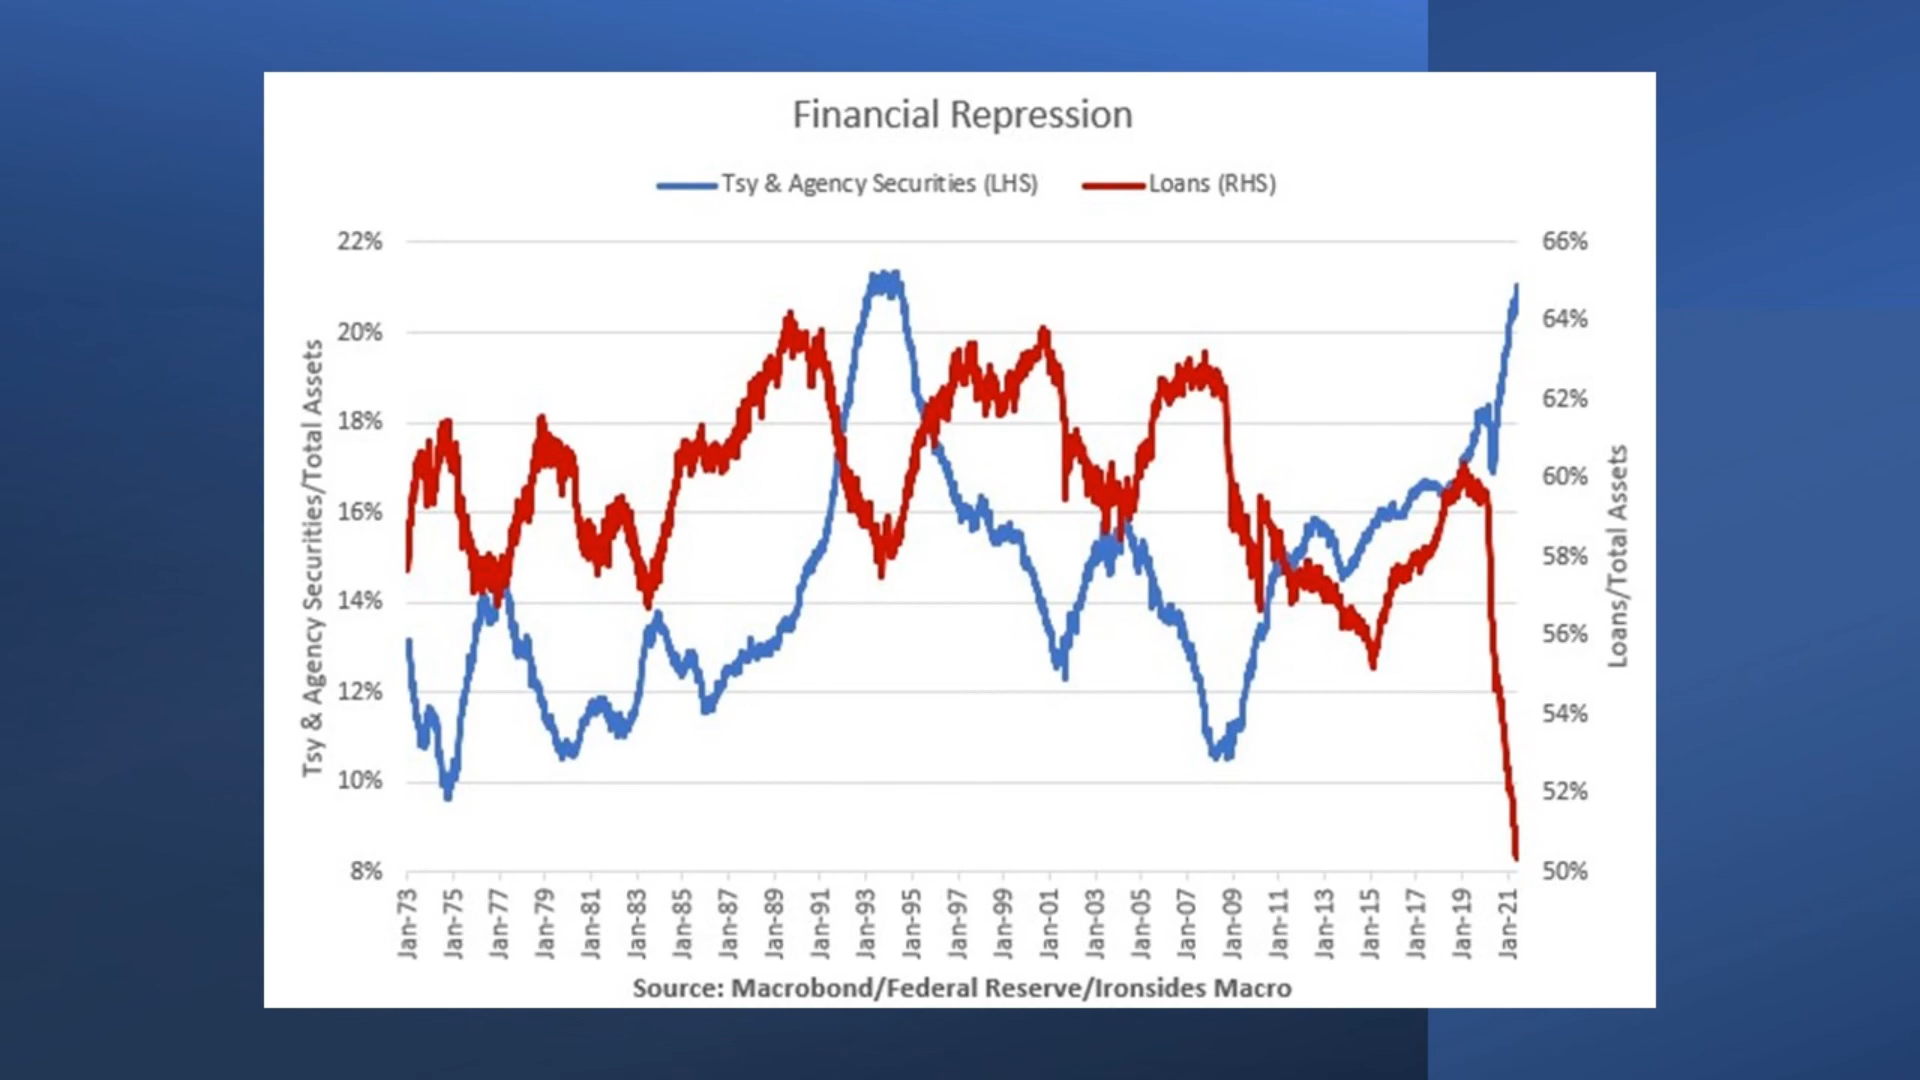 Financial Repression
Tsy & Agency Securities (LHS)
Loans (RHS)
Tsy & Agency Securities/Total Assets
22%
20%
18%
16%
14%
12%
10%
8%
66%
64%
62%
60%
58%
56%
54%
52%
50%
Loans/Total Assets
Jan-73
Jan-75
Jan-77
Jan-79
Jan-81
Jan-83
Jan-85
Jan-87
Jan-89
Jan-91
Jan-93
Jan-95
Jan-97
Jan-99
Jan-01
Jan-03
Jan-05
Jan-07
Jan-09
Jan-11
Jan-13
Jan-15
Jan-17
Jan-19
Jan-21
Source: Macrobond/Federal Reserve/Ironsides Macro